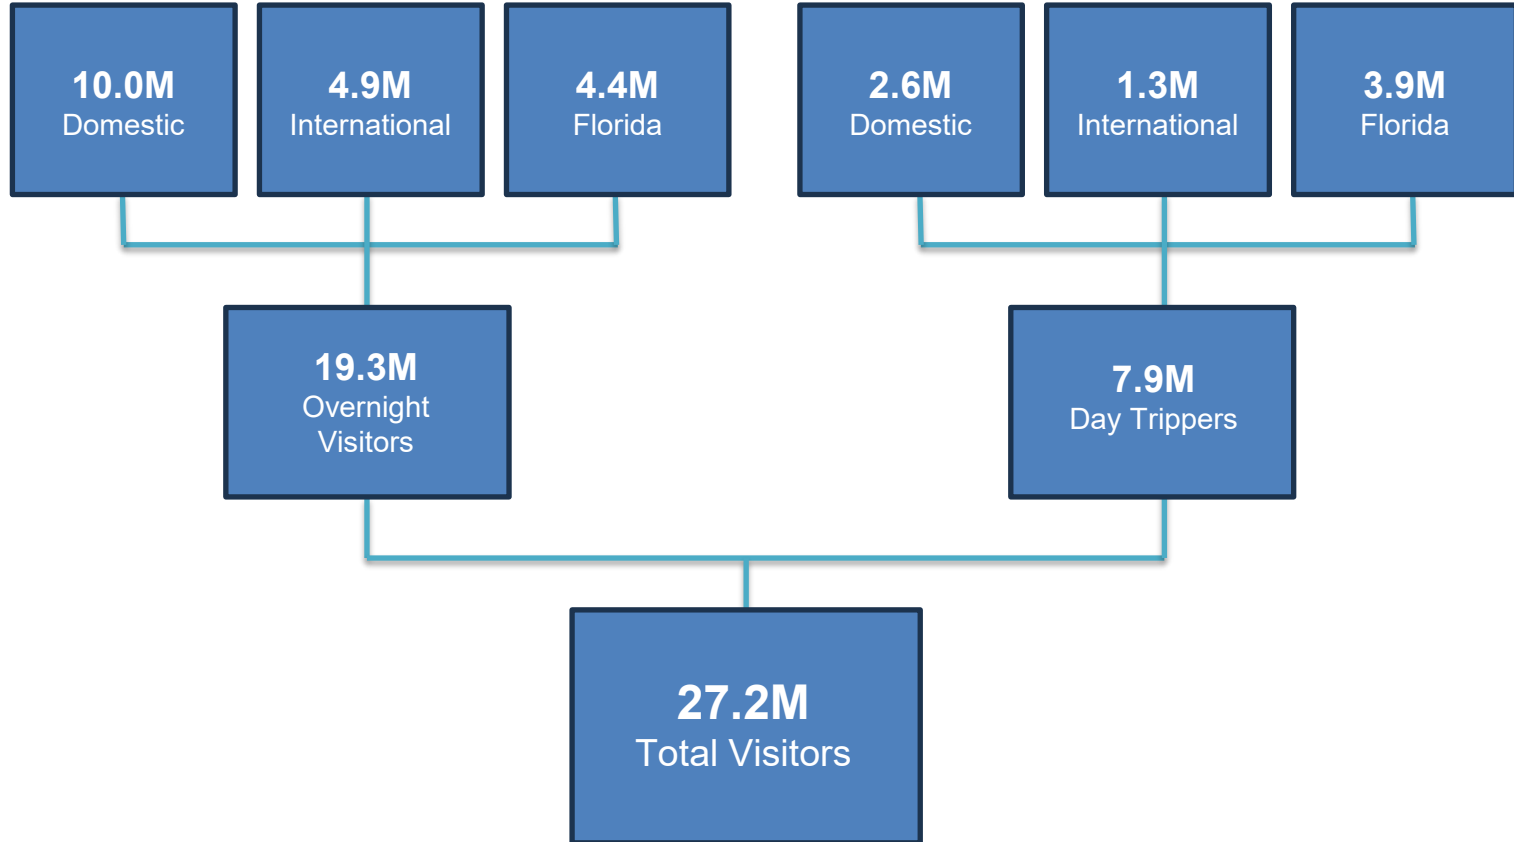 10.0M
Domestic
4.9M
International
4.4M
Florida
2.6M
Domestic
1.3M
International
3.9M
Florida
19.3M
Overnight
Visitors
7.9M
Day Trippers
27.2M
Total Visitors